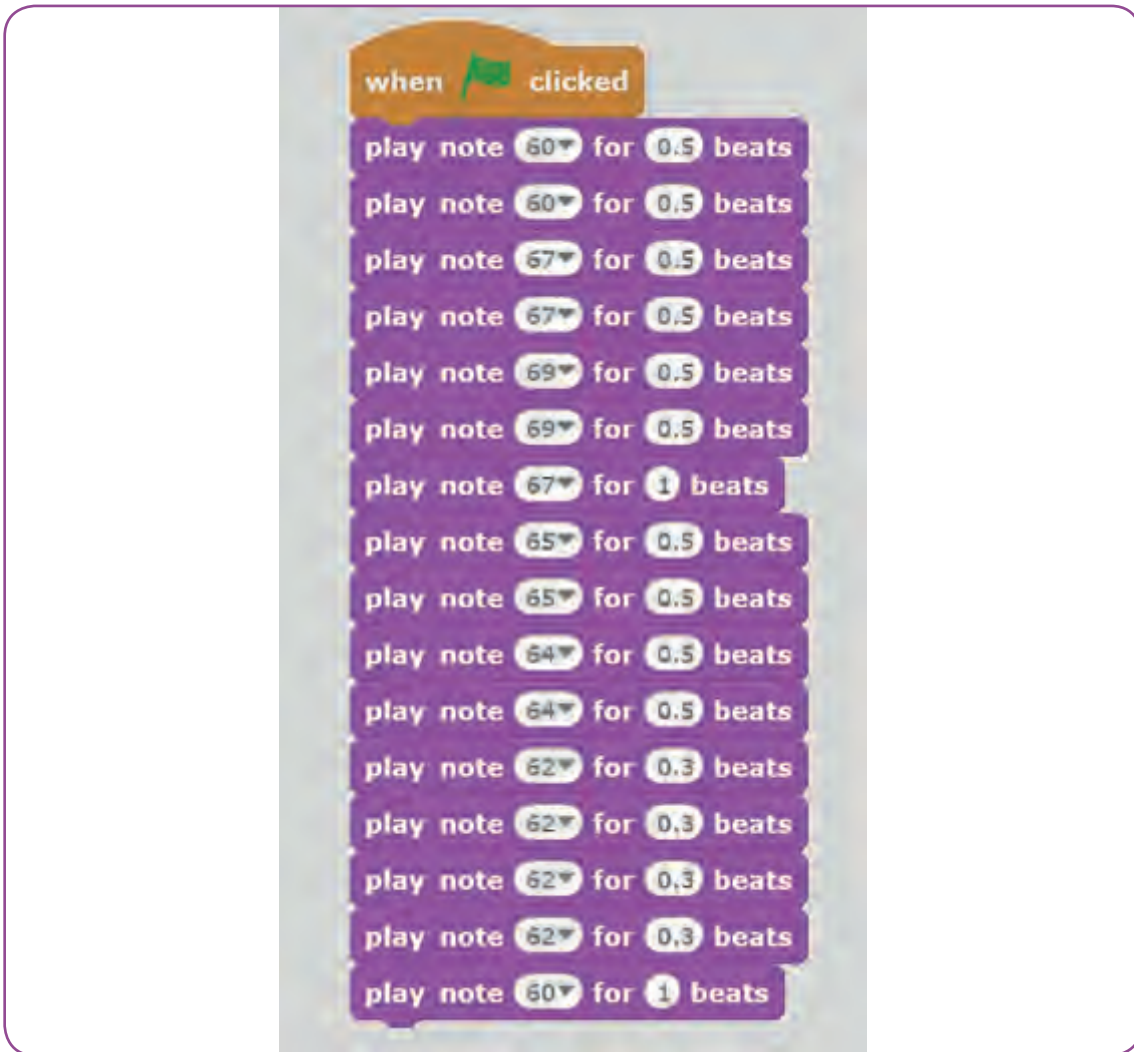 when clicked
play note 60 for 0.5 beats
play note 60 for 0.5 beats
play note 67 for 0.5 beats
play note 67 for 0.5 beats
play note 69 for 0.5 beats
play note 69 for 0.5 beats
play note 67 for 1 beats
play note 65 for 0.5 beats
play note 65 for 0.5 beats
play note 64 for 0.5 beats
play note 64 for 0.5 beats
play note 62 for 0.3 beats
play note 62 for 0.3 beats
play note 62 for 0.3 beats
play note 62 for 0.3 beats
play note 60 for 1 beats